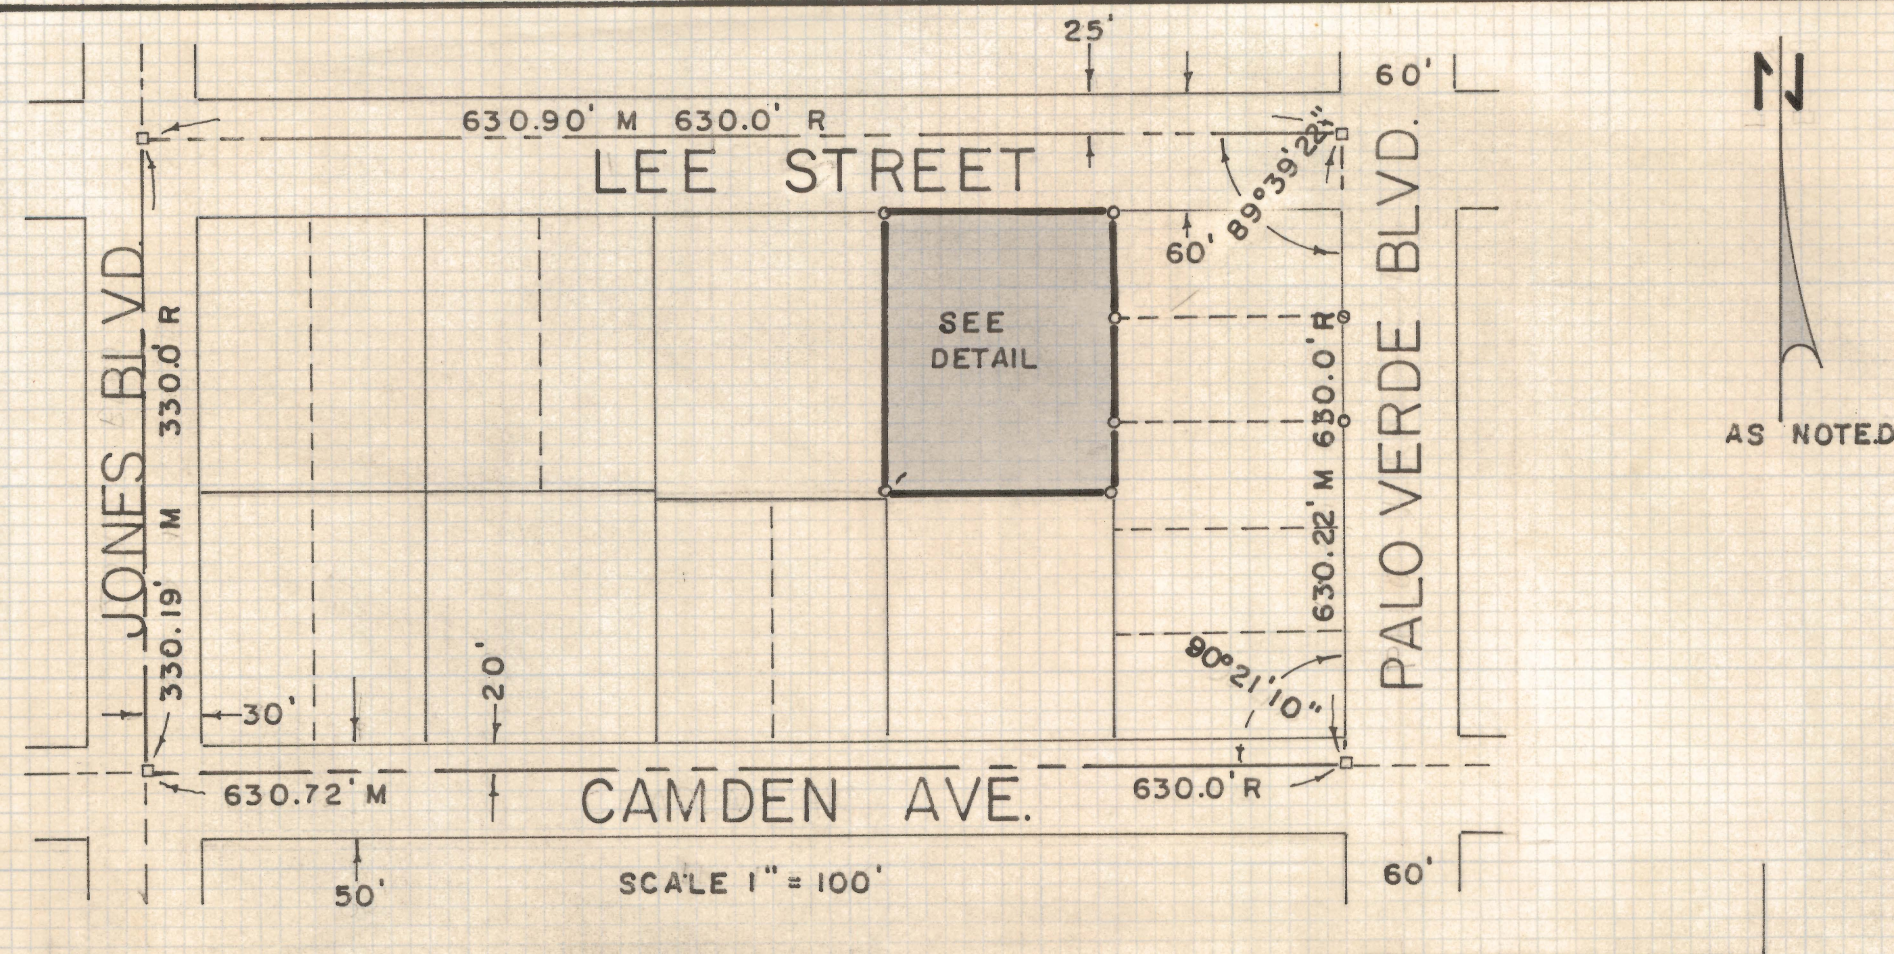 25'
60'
N
630.90' M 630.0' R
LEE STREET
89°39'22"
60'
JONES BLVD.
330.19' M 330.0' R
SEE
DETAIL
630.22' M 630.0' R
PALO VERDE BLVD.
AS NOTED
90°21'10"
30'
20'
630.72' M
CAMDEN AVE.
630.0' R
50'
SCALE 1" = 100'
60'